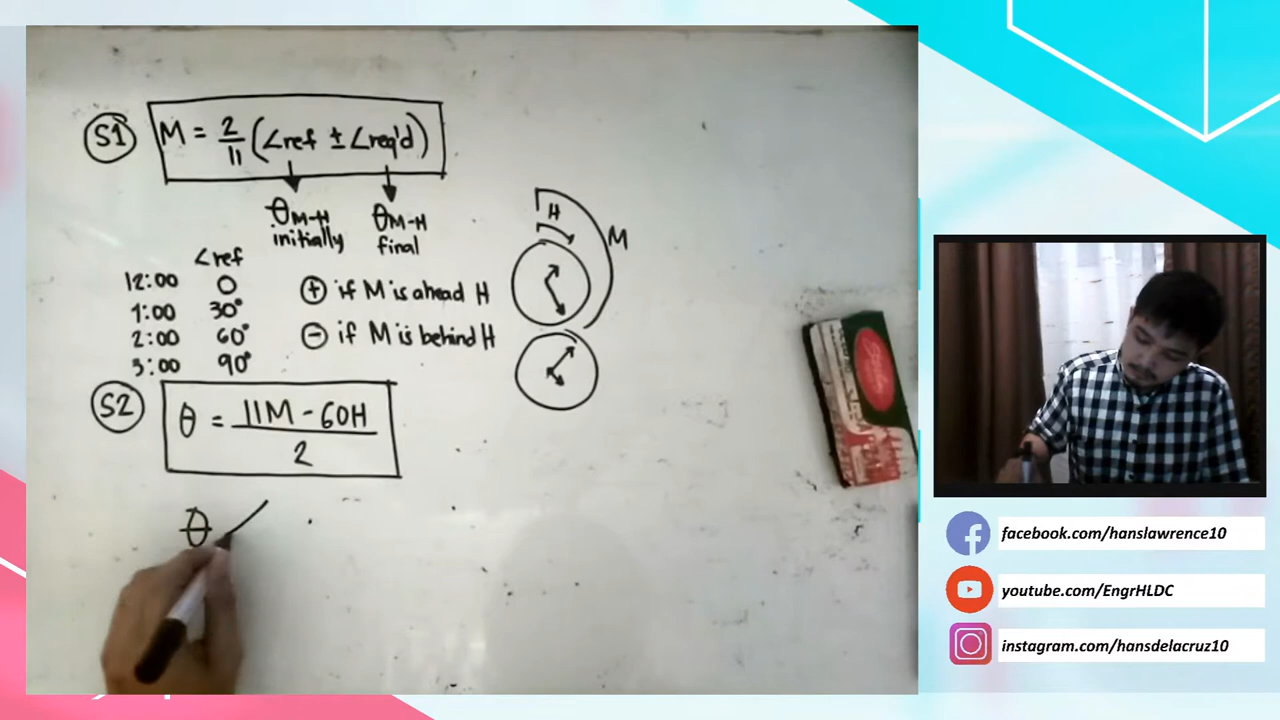 S1 M = 2/11 (∠ref ± ∠req'd)
θM-H initially
θM-H final
∠ref
12:00 0
1:00 30°
2:00 60°
3:00 90°
+ if M is ahead H
- if M is behind H
H
M
S2 θ = 11M - 60H / 2
θ
facebook.com/hanslawrence10
youtube.com/EngrHLDC
instagram.com/hansdelacruz10